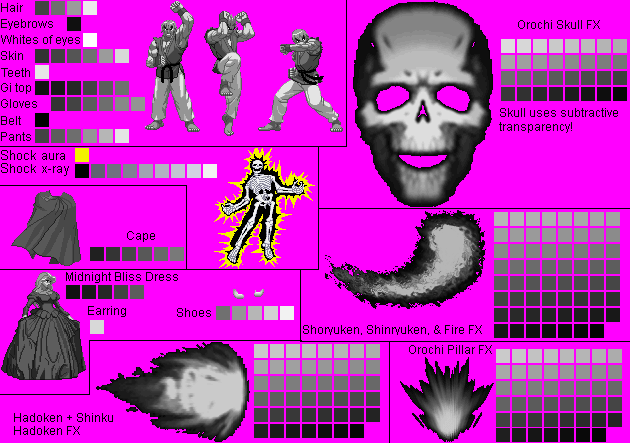 Hair
Eyebrows
Whites of eyes
Skin
Teeth
Gi top
Gloves
Belt
Pants
Shock aura
Shock x-ray
Orochi Skull FX
Skull uses subtractive
transparency!
Cape
Midnight Bliss Dress
Earring
Shoes
Shoryuken, Shinryuken, & Fire FX
Hadoken + Shinku
Hadoken FX
Orochi Pillar FX